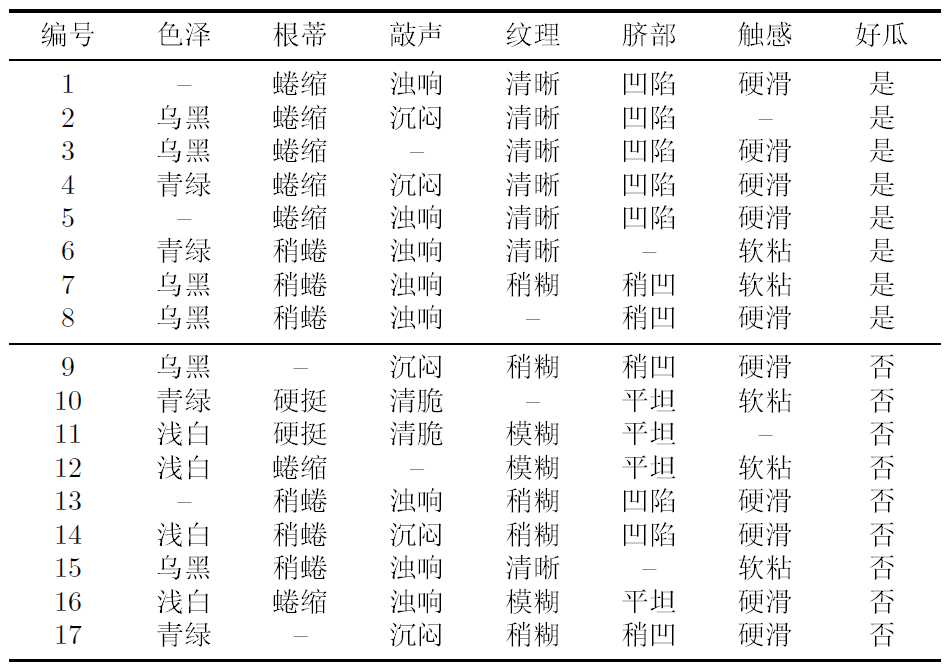 编号 色泽 根蒂 敲声 纹理 脐部 触感 好瓜
1 – 蜷缩 浊响 清晰 凹陷 硬滑 是
2 乌黑 蜷缩 沉闷 清晰 凹陷 – 是
3 乌黑 蜷缩 – 清晰 凹陷 硬滑 是
4 青绿 蜷缩 沉闷 清晰 凹陷 硬滑 是
5 – 蜷缩 浊响 清晰 凹陷 硬滑 是
6 青绿 稍蜷 浊响 清晰 – 软粘 是
7 乌黑 稍蜷 浊响 稍糊 稍凹 软粘 是
8 乌黑 稍蜷 浊响 – 稍凹 硬滑 是
9 乌黑 – 沉闷 稍糊 稍凹 硬滑 否
10 青绿 硬挺 清脆 – 平坦 软粘 否
11 浅白 硬挺 清脆 模糊 平坦 – 否
12 浅白 蜷缩 – 模糊 平坦 软粘 否
13 – 稍蜷 浊响 稍糊 凹陷 硬滑 否
14 浅白 稍蜷 沉闷 稍糊 凹陷 硬滑 否
15 乌黑 稍蜷 浊响 清晰 – 软粘 否
16 浅白 蜷缩 浊响 模糊 平坦 硬滑 否
17 青绿 – 沉闷 稍糊 稍凹 硬滑 否